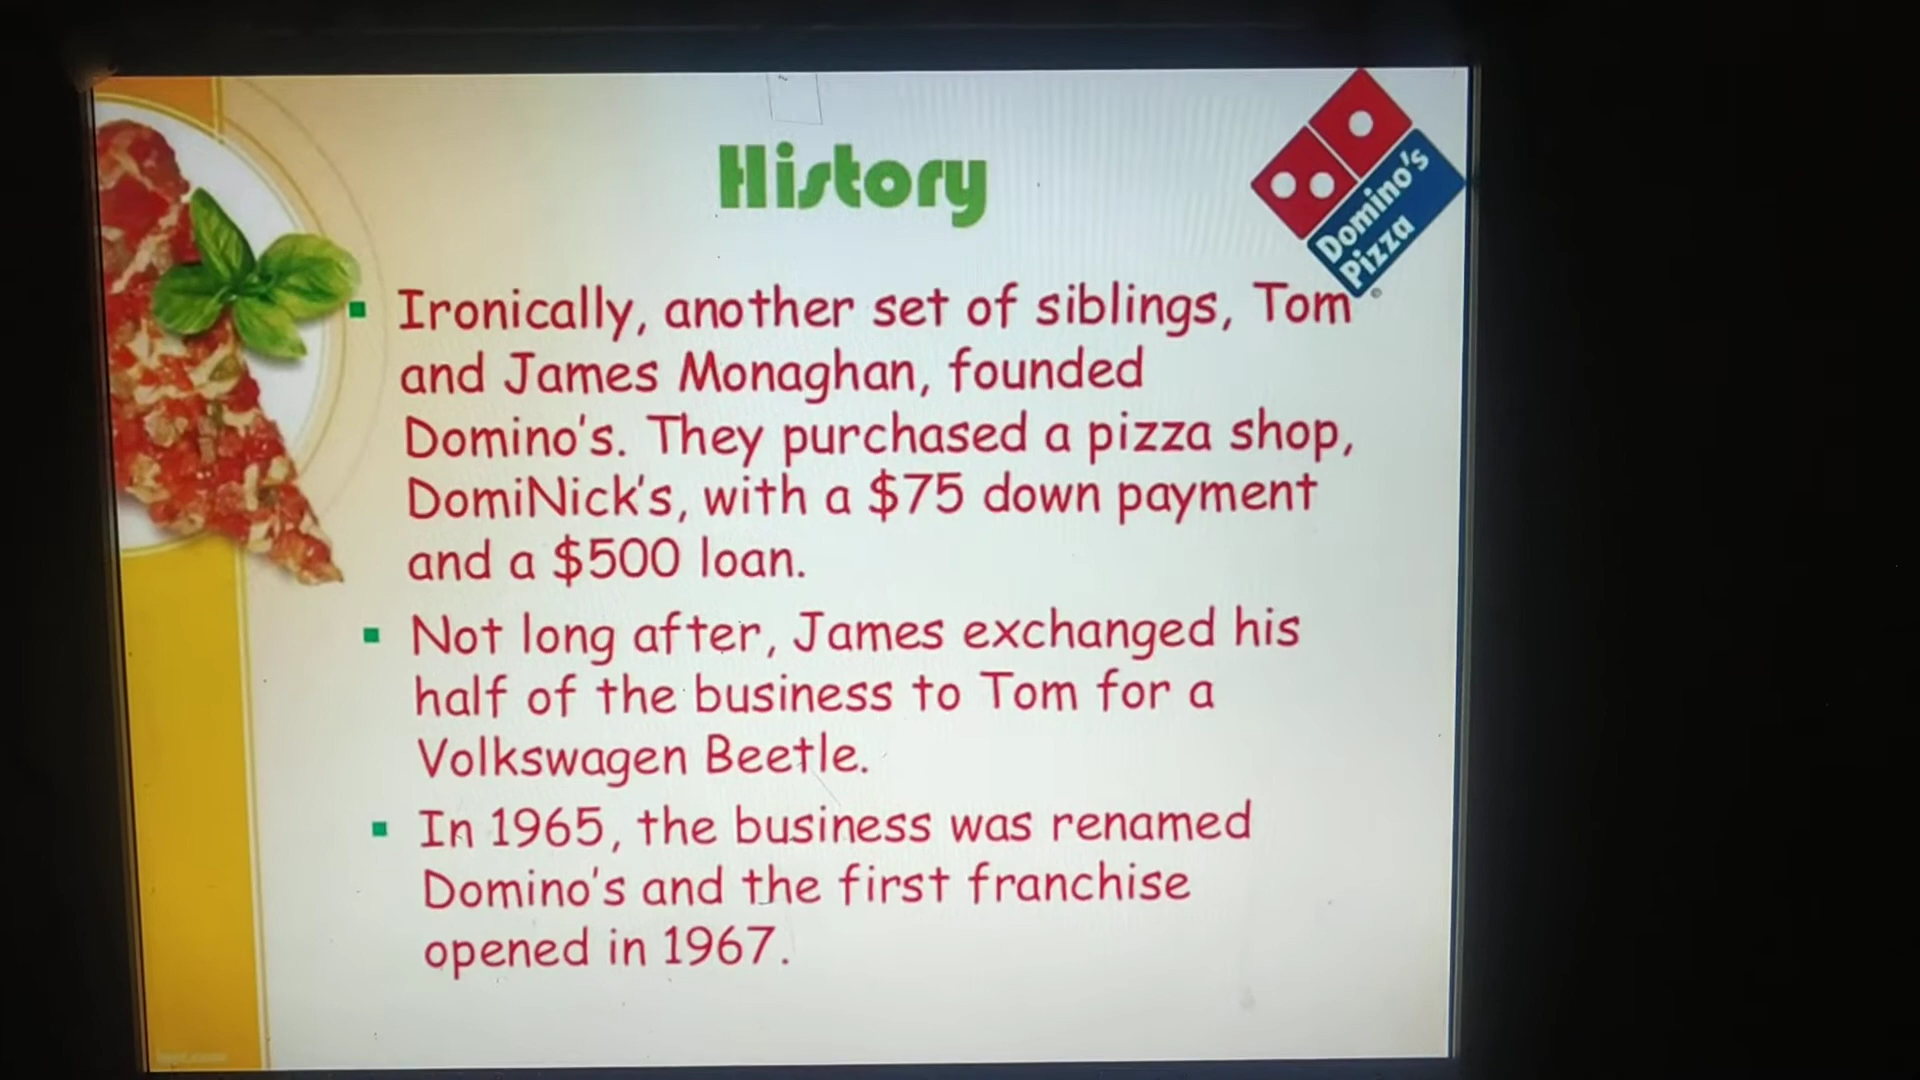 History
Domino's
Pizza
Ironically, another set of siblings, Tom
and James Monaghan, founded
Domino's. They purchased a pizza shop,
DomiNick's, with a $75 down payment
and a $500 loan.
Not long after, James exchanged his
half of the business to Tom for a
Volkswagen Beetle.
In 1965, the business was renamed
Domino's and the first franchise
opened in 1967.